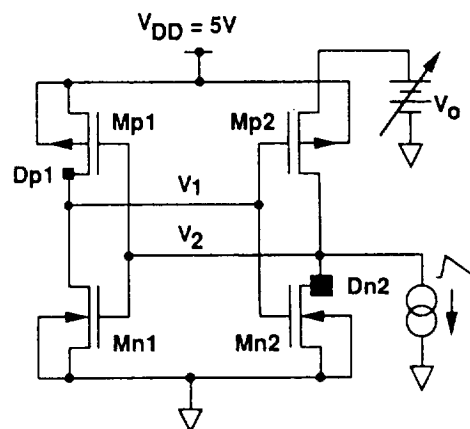 V_DD = 5V
Mp1
Mp2
V_o
Dp1
V_1
V_2
Dn2
Mn1
Mn2